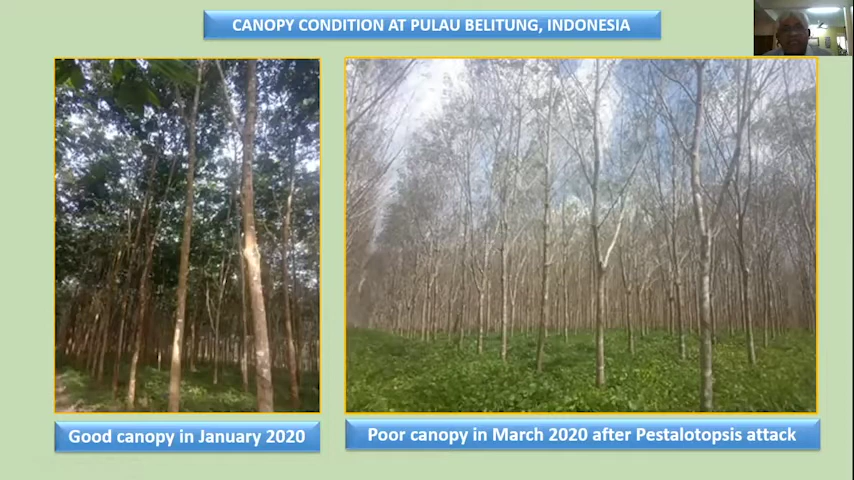 CANOPY CONDITION AT PULAU BELITUNG, INDONESIA
Good canopy in January 2020
Poor canopy in March 2020 after Pestalotopsis attack